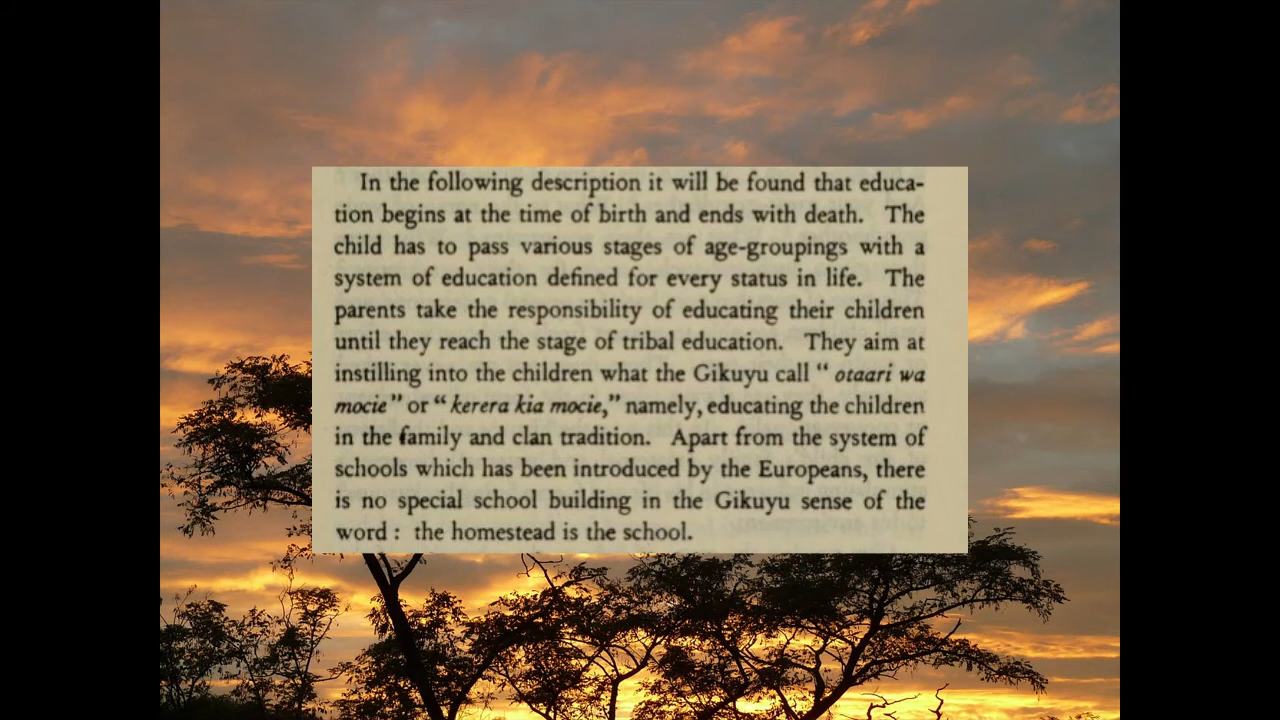 In the following description it will be found that educa-
tion begins at the time of birth and ends with death. The
child has to pass various stages of age-groupings with a
system of education defined for every status in life. The
parents take the responsibility of educating their children
until they reach the stage of tribal education. They aim at
instilling into the children what the Gikuyu call “ otaari wa
mocie ” or “ kerera kia mocie,” namely, educating the children
in the family and clan tradition. Apart from the system of
schools which has been introduced by the Europeans, there
is no special school building in the Gikuyu sense of the
word : the homestead is the school.